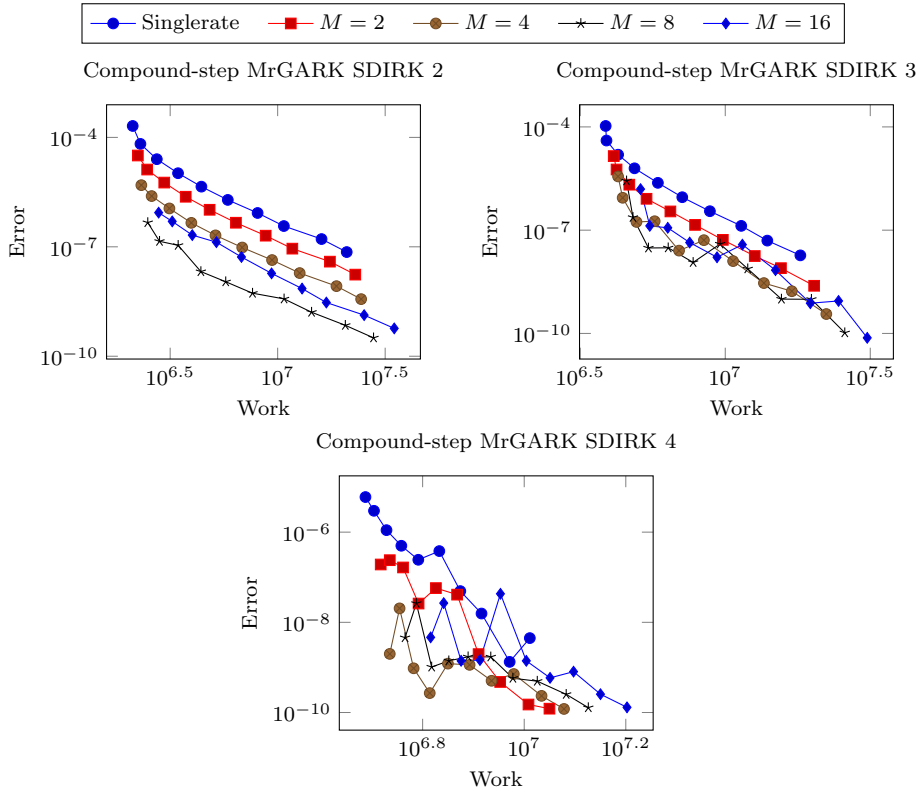 Singlerate M = 2 M = 4 M = 8 M = 16
Compound-step MrGARK SDIRK 2
10^−4
10^−7
10^−10
Error
10^6.5 10^7 10^7.5
Work
Compound-step MrGARK SDIRK 3
10^−4
10^−7
10^−10
Error
10^6.5 10^7 10^7.5
Work
Compound-step MrGARK SDIRK 4
10^−6
10^−8
10^−10
Error
10^6.8 10^7 10^7.2
Work